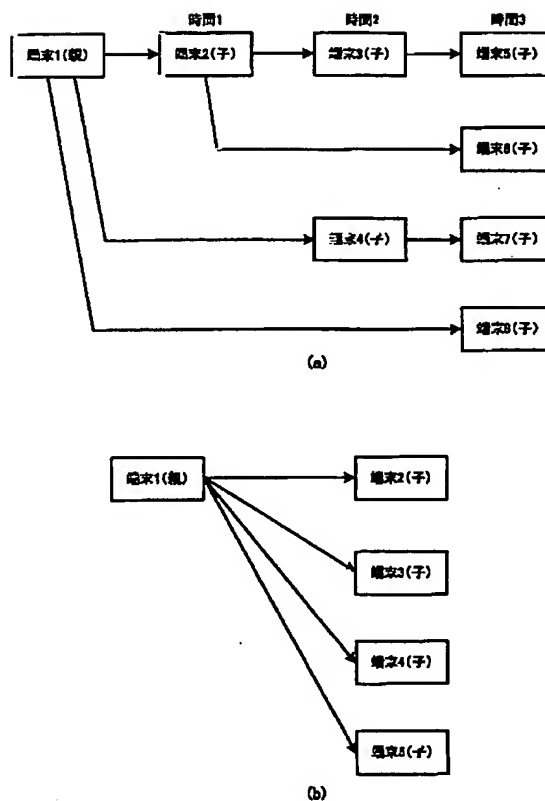 時間1 時間2 時間3
端末1(親) 端末2(子) 端末3(子) 端末5(子)
端末6(子)
端末4(子) 端末7(子)
端末8(子)
(a)
端末1(親) 端末2(子)
端末3(子)
端末4(子)
端末5(子)
(b)